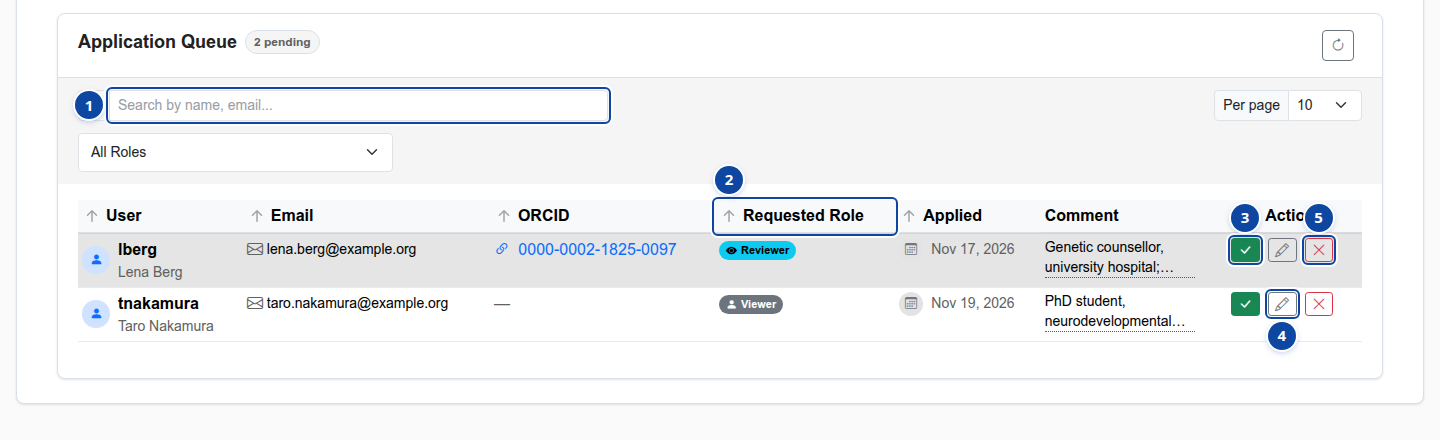 Application Queue 2 pending
1 Search by name, email... Per page 10
All Roles
2
User Email ORCID Requested Role Applied Comment 3 Actio 5
lberg lena.berg@example.org 0000-0002-1825-0097 Reviewer Nov 17, 2026 Genetic counsellor,
Lena Berg university hospital;…
tnakamura taro.nakamura@example.org — Viewer Nov 19, 2026 PhD student,
Taro Nakamura neurodevelopmental…
4